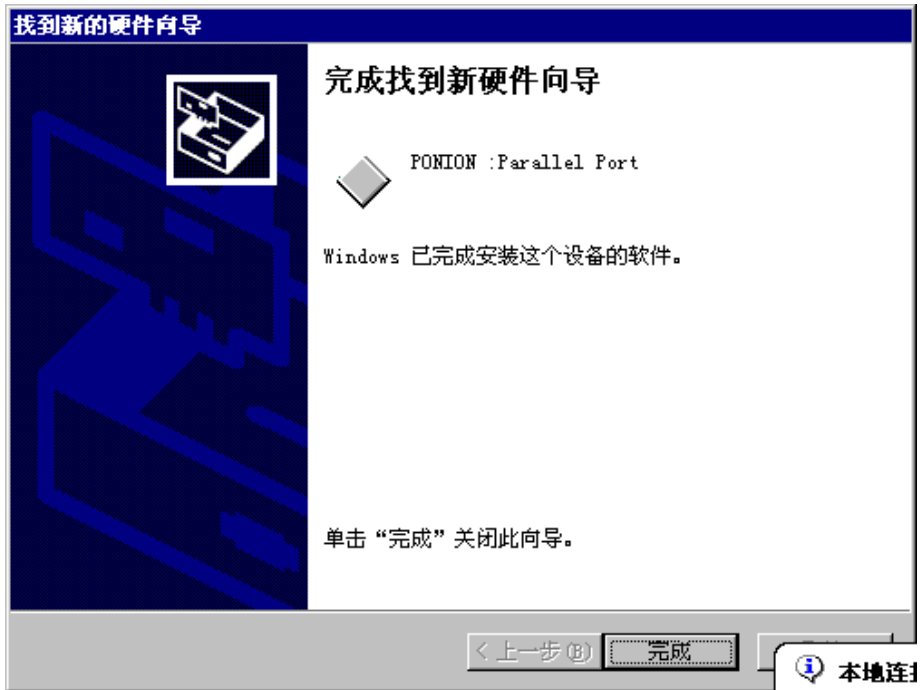 找到新的硬件向导
完成找到新硬件向导
PONION :Parallel Port
Windows 已完成安装这个设备的软件。
单击“完成”关闭此向导。
< 上一步(B)
完成
本地连